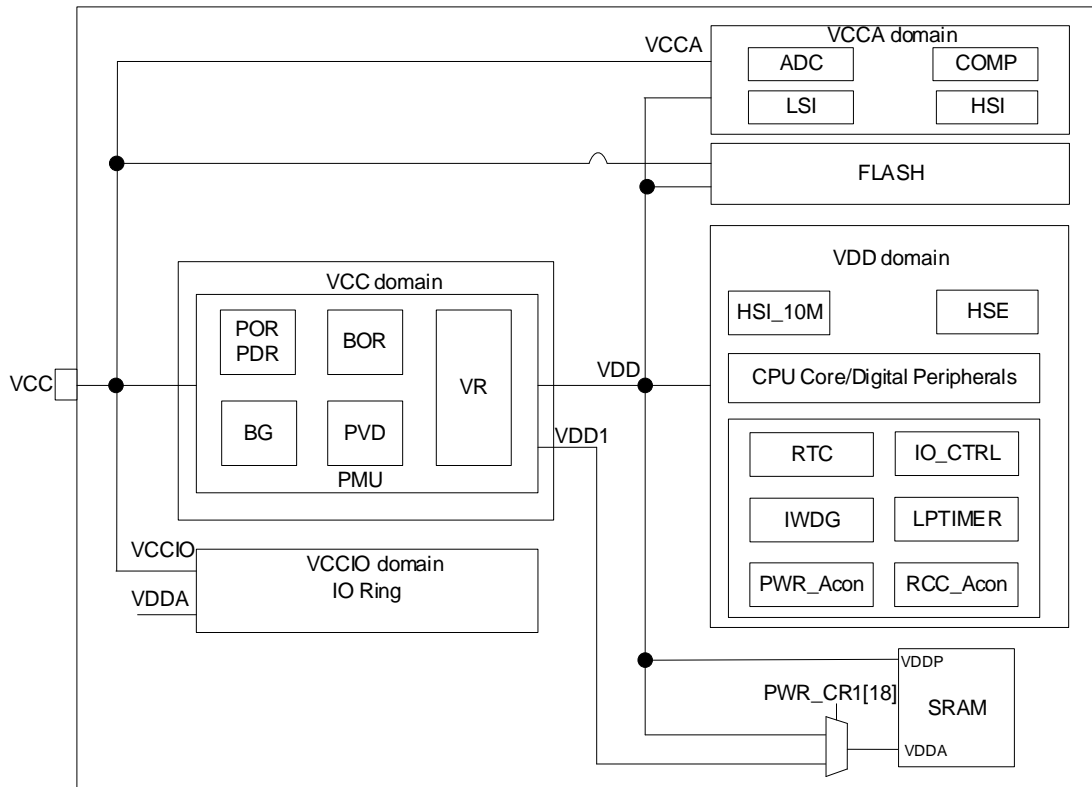 VCCA domain
VCCA
ADC
COMP
LSI
HSI
FLASH
VCC domain
POR
PDR
BOR
VR
BG
PVD
PMU
VCC
VDD
VDD1
VDD domain
HSI_10M
HSE
CPU Core/Digital Peripherals
RTC
IO_CTRL
IWDG
LPTIMER
PWR_Acon
RCC_Acon
VCCIO
VDDA
VCCIO domain
IO Ring
PWR_CR1[18]
VDDP
SRAM
VDDA